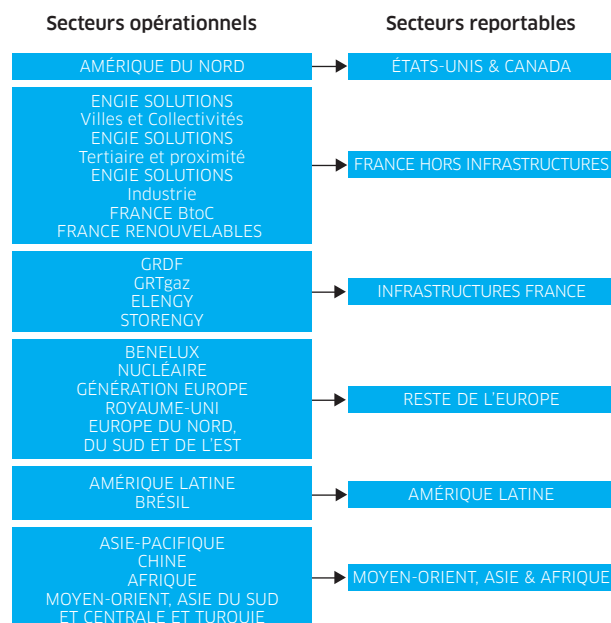 Secteurs opérationnels
Secteurs reportables
AMÉRIQUE DU NORD
ÉTATS-UNIS & CANADA
ENGIE SOLUTIONS
Villes et Collectivités
ENGIE SOLUTIONS
Tertiaire et proximité
ENGIE SOLUTIONS
Industrie
FRANCE BtoC
FRANCE RENOUVELABLES
FRANCE HORS INFRASTRUCTURES
GRDF
GRTgaz
ELENGY
STORENGY
INFRASTRUCTURES FRANCE
BENELUX
NUCLÉAIRE
GÉNÉRATION EUROPE
ROYAUME-UNI
EUROPE DU NORD,
DU SUD ET DE L'EST
RESTE DE L'EUROPE
AMÉRIQUE LATINE
BRÉSIL
AMÉRIQUE LATINE
ASIE-PACIFIQUE
CHINE
AFRIQUE
MOYEN-ORIENT, ASIE DU SUD
ET CENTRALE ET TURQUIE
MOYEN-ORIENT, ASIE & AFRIQUE